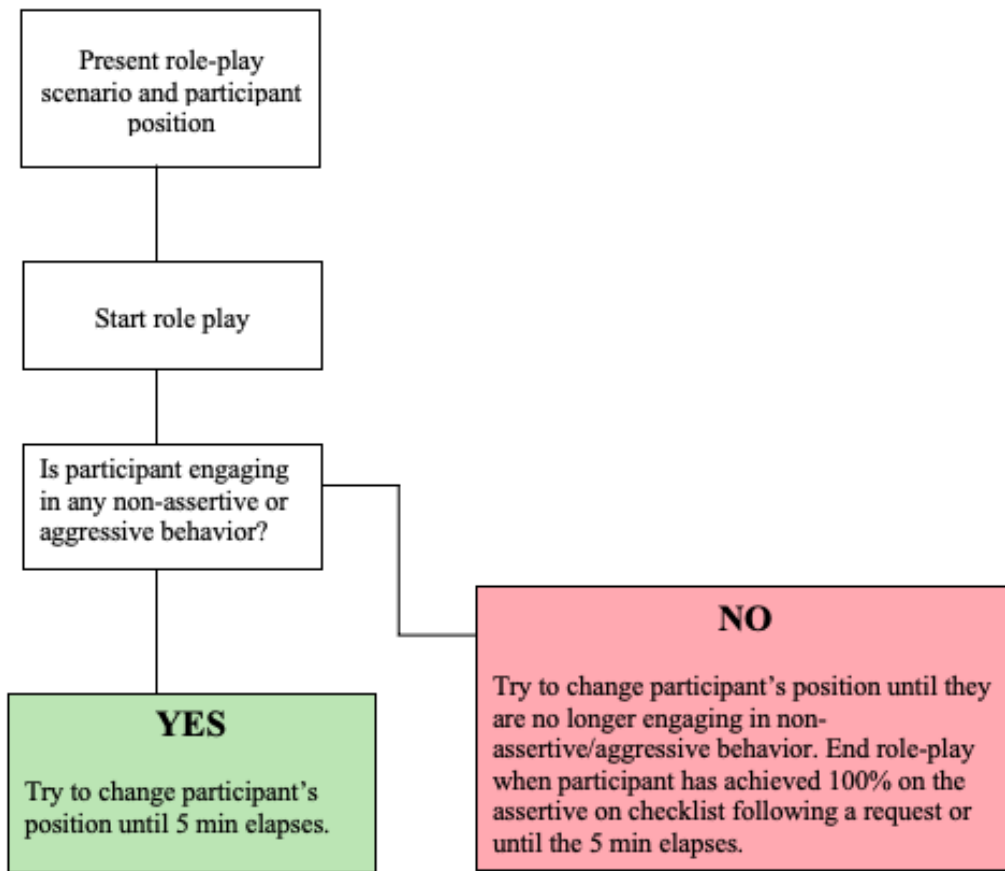 Present role-play
scenario and participant
position
Start role play
Is participant engaging
in any non-assertive or
aggressive behavior?
YES
Try to change participant's
position until 5 min elapses.
NO
Try to change participant's position until they
are no longer engaging in non-
assertive/aggressive behavior. End role-play
when participant has achieved 100% on the
assertive on checklist following a request or
until the 5 min elapses.